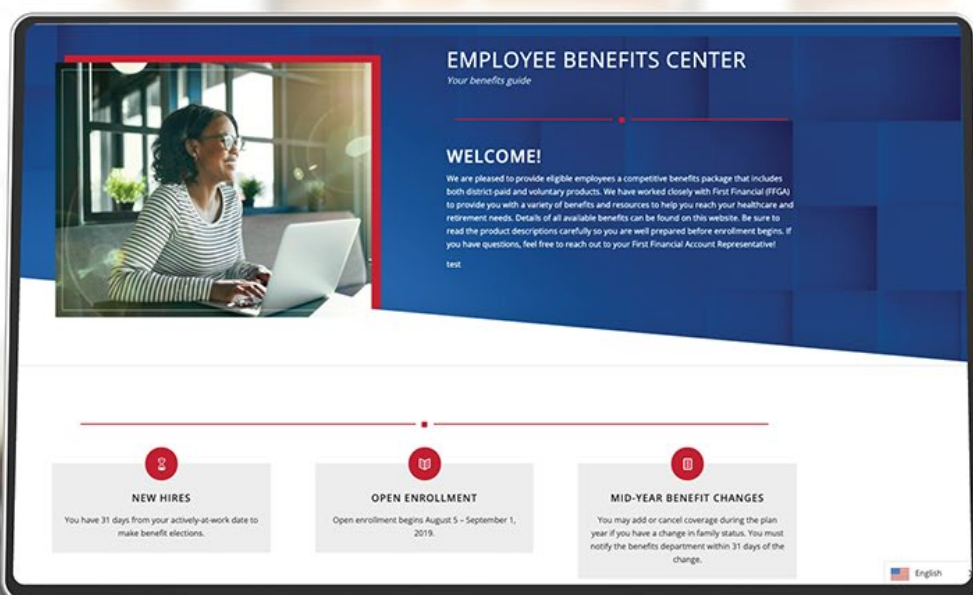 EMPLOYEE BENEFITS CENTER
Your benefits guide
WELCOME!
We are pleased to provide eligible employees a competitive benefits package that includes
both district-paid and voluntary products. We have worked closely with First Financial (FFGA)
to provide you with a variety of benefits and resources to help you reach your healthcare and
retirement needs. Details of all available benefits can be found on this website. Be sure to
read the product descriptions carefully so you are well prepared before enrollment begins. If
you have questions, feel free to reach out to your First Financial Account Representative!
test
NEW HIRES
You have 31 days from your actively-at-work date to
make benefit elections.
OPEN ENROLLMENT
Open enrollment begins August 5 – September 1,
2019.
MID-YEAR BENEFIT CHANGES
You may add or cancel coverage during the plan
year if you have a change in family status. You must
notify the benefits department within 31 days of the
change.
English